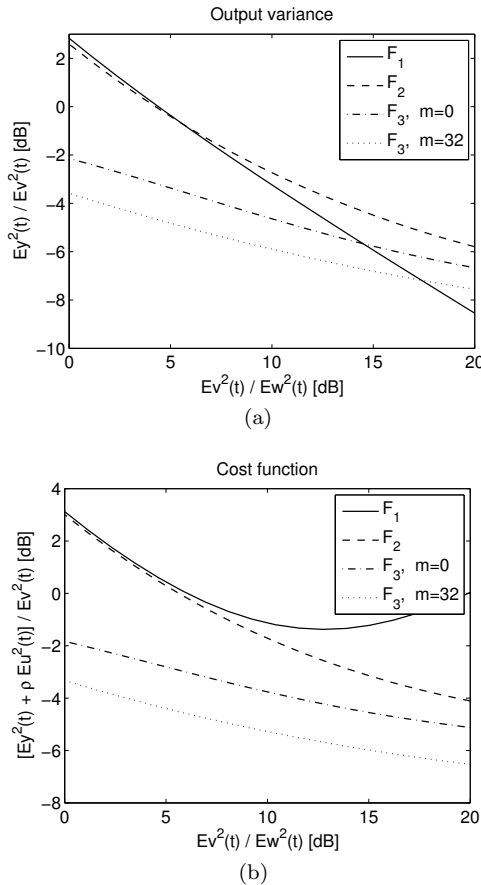 Output variance
Ey²(t) / Ev²(t) [dB]
2
0
−2
−4
−6
−8
−10
F₁
F₂
F₃, m=0
F₃, m=32
0 5 10 15 20
Ev²(t) / Ew²(t) [dB]
(a)
Cost function
[Ey²(t) + ρ Eu²(t)] / Ev²(t) [dB]
4
2
0
−2
−4
−6
−8
F₁
F₂
F₃, m=0
F₃, m=32
0 5 10 15 20
Ev²(t) / Ew²(t) [dB]
(b)